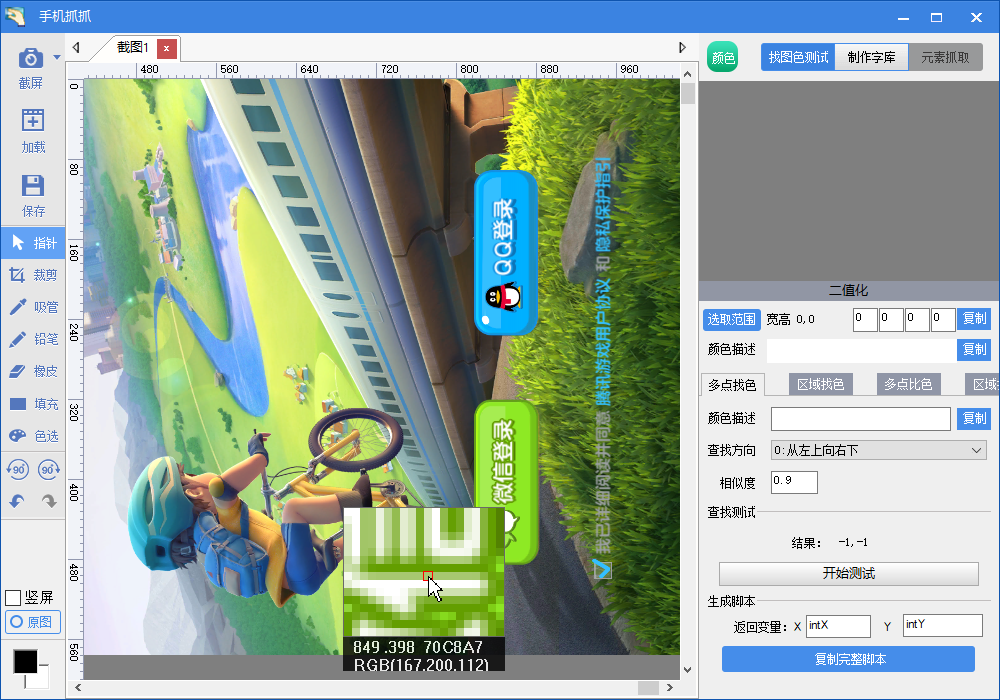 手机抓抓
截屏
加载
保存
指针
裁剪
吸管
铅笔
橡皮
填充
色选
90°
90°
竖屏
原图
截图1
x
480
560
640
720
800
880
960
0
80
160
240
320
400
480
560
QQ登录
微信登录
我已详细阅读并同意 腾讯游戏用户协议 和 隐私保护指引
849.398 70C8A7
RGB(167,200,112)
颜色
找图色测试
制作字库
元素抓取
二值化
选取范围
宽高 0,0
0
0
0
0
复制
颜色描述
复制
多点找色
区域找色
多点比色
区域
颜色描述
复制
查找方向
0:从左上向右下
相似度
0.9
查找测试
结果： -1,-1
开始测试
生成脚本
返回变量： X
intX
Y
intY
复制完整脚本